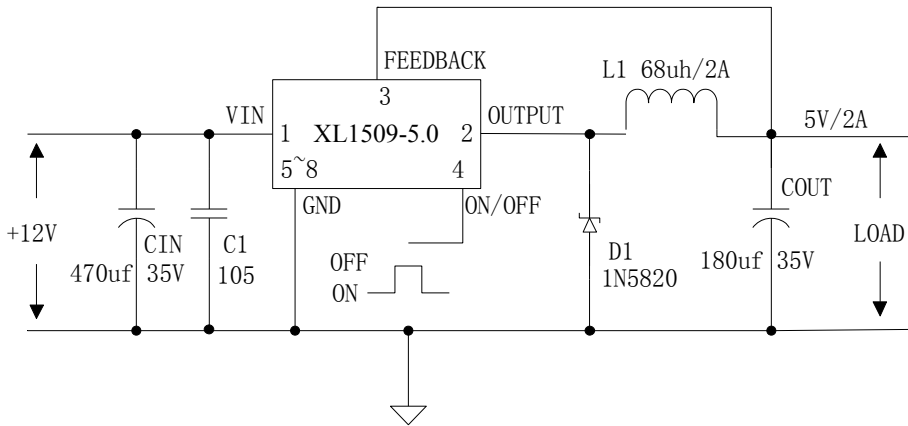 FEEDBACK
L1 68uh/2A
3
VIN
OUTPUT
5V/2A
1
XL1509-5.0
2
5~8
4
GND
ON/OFF
COUT
+12V
CIN
C1
OFF
D1
LOAD
470uf 35V
105
ON
1N5820
180uf 35V